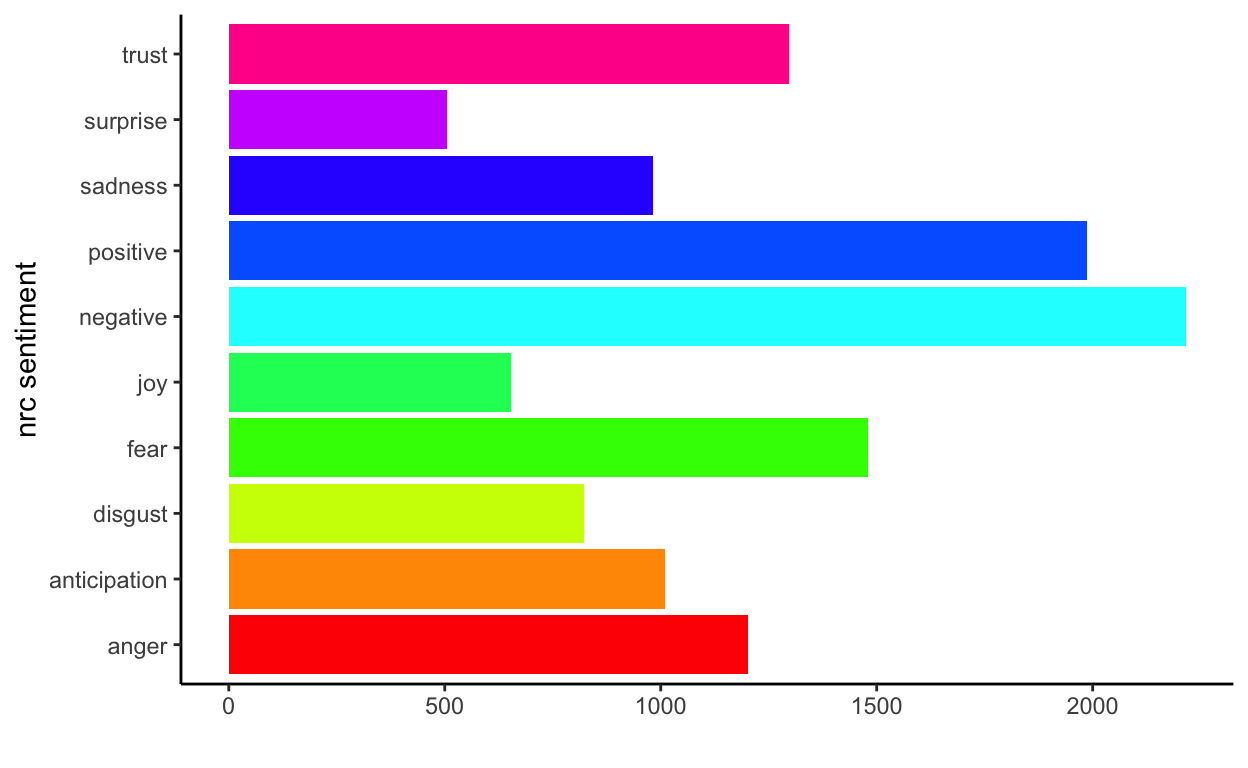 trust
surprise
sadness
positive
negative
joy
fear
disgust
anticipation
anger
nrc sentiment
0 500 1000 1500 2000